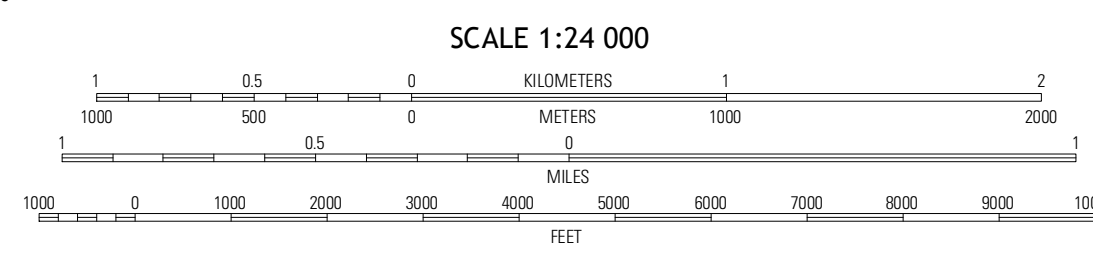 SCALE 1:24 000
1 0.5 0 KILOMETERS 1 2
1000 500 0 METERS 1000 2000
1 0.5 0 1
MILES
1000 0 1000 2000 3000 4000 5000 6000 7000 8000 9000
FEET